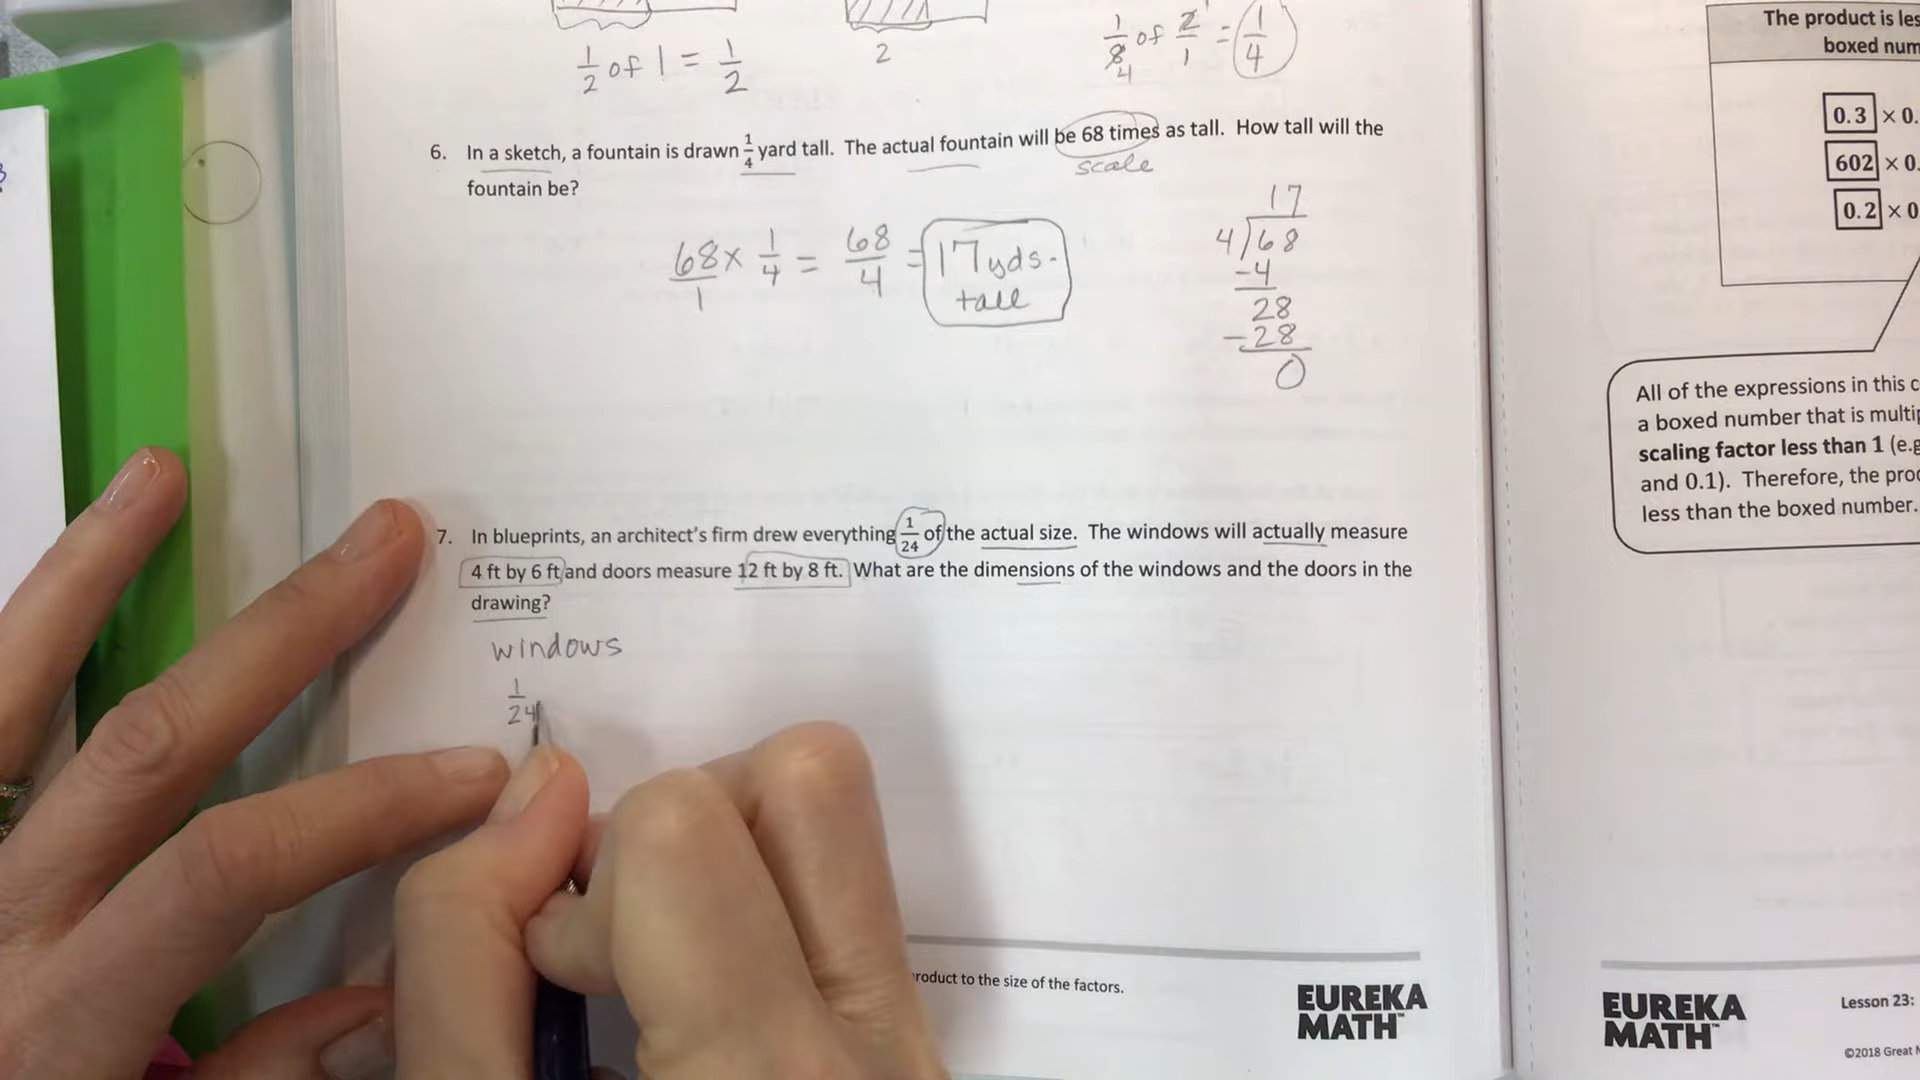 1/2 of 1 = 1/2
2
1/8 4 of 2/1 1 = 1/4
6. In a sketch, a fountain is drawn 1/4 yard tall. The actual fountain will be 68 times as tall. How tall will the
scale
fountain be?
68/1 x 1/4 = 68/4 = 17 yds. tall
17
4)68
-4
28
-28
0
7. In blueprints, an architect's firm drew everything 1/24 of the actual size. The windows will actually measure
4 ft by 6 ft and doors measure 12 ft by 8 ft. What are the dimensions of the windows and the doors in the
drawing?
windows
1/24
roduct to the size of the factors.
EUREKA
MATH™
The product is les
boxed num
0.3 × 0.
602 × 0.
0.2 × 0
All of the expressions in this c
a boxed number that is multip
scaling factor less than 1 (e.g
and 0.1). Therefore, the prod
less than the boxed number.
EUREKA
MATH™
Lesson 23:
©2018 Great M